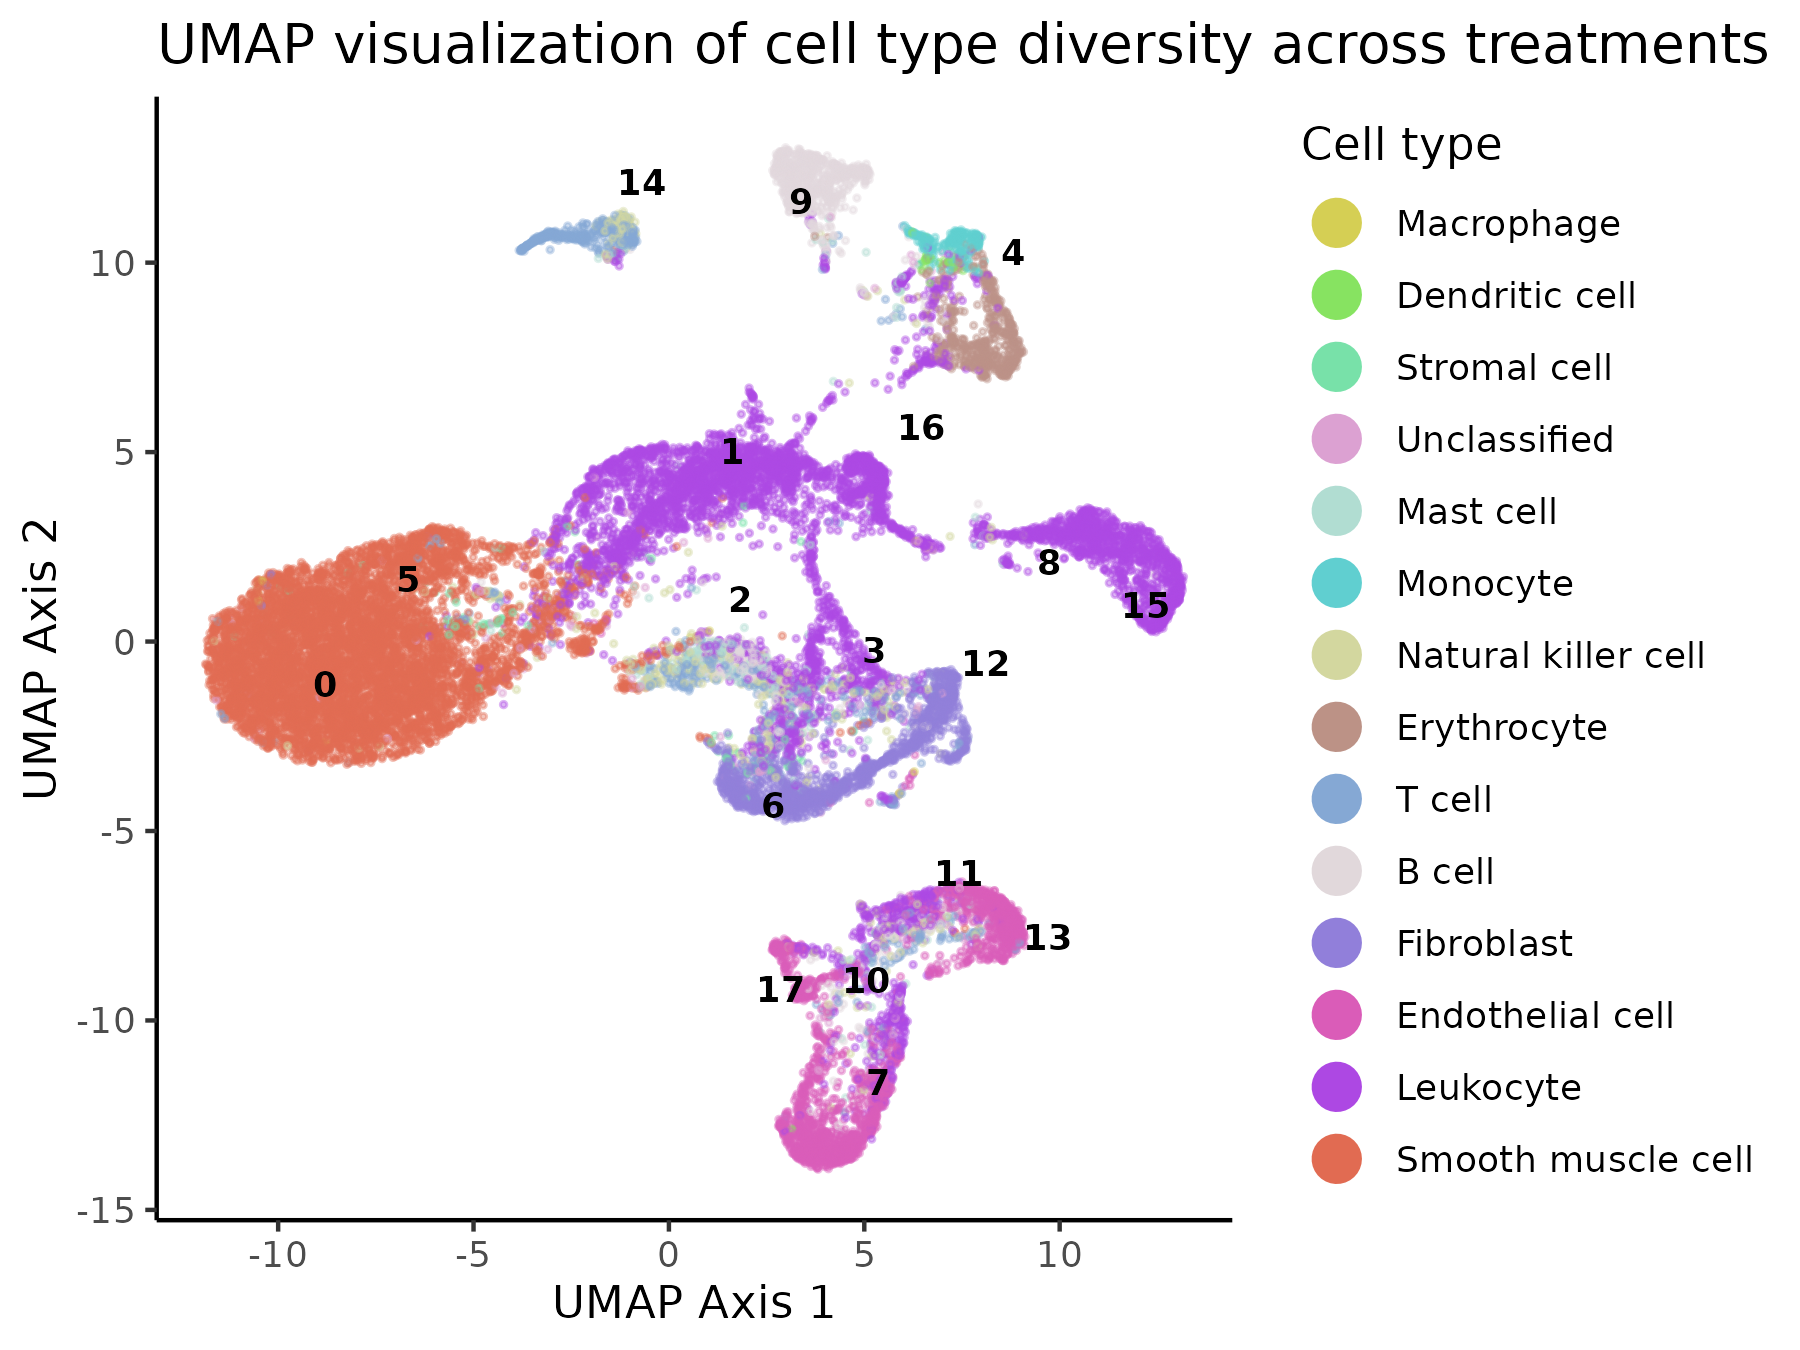 UMAP visualization of cell type diversity across treatments
Cell type
Macrophage
Dendritic cell
Stromal cell
Unclassified
Mast cell
Monocyte
Natural killer cell
Erythrocyte
T cell
B cell
Fibroblast
Endothelial cell
Leukocyte
Smooth muscle cell
14
9
4
16
1
8
5
15
2
3
12
0
6
11
13
10
17
7
UMAP Axis 2
10
5
0
-5
-10
-15
-10
-5
0
5
10
UMAP Axis 1